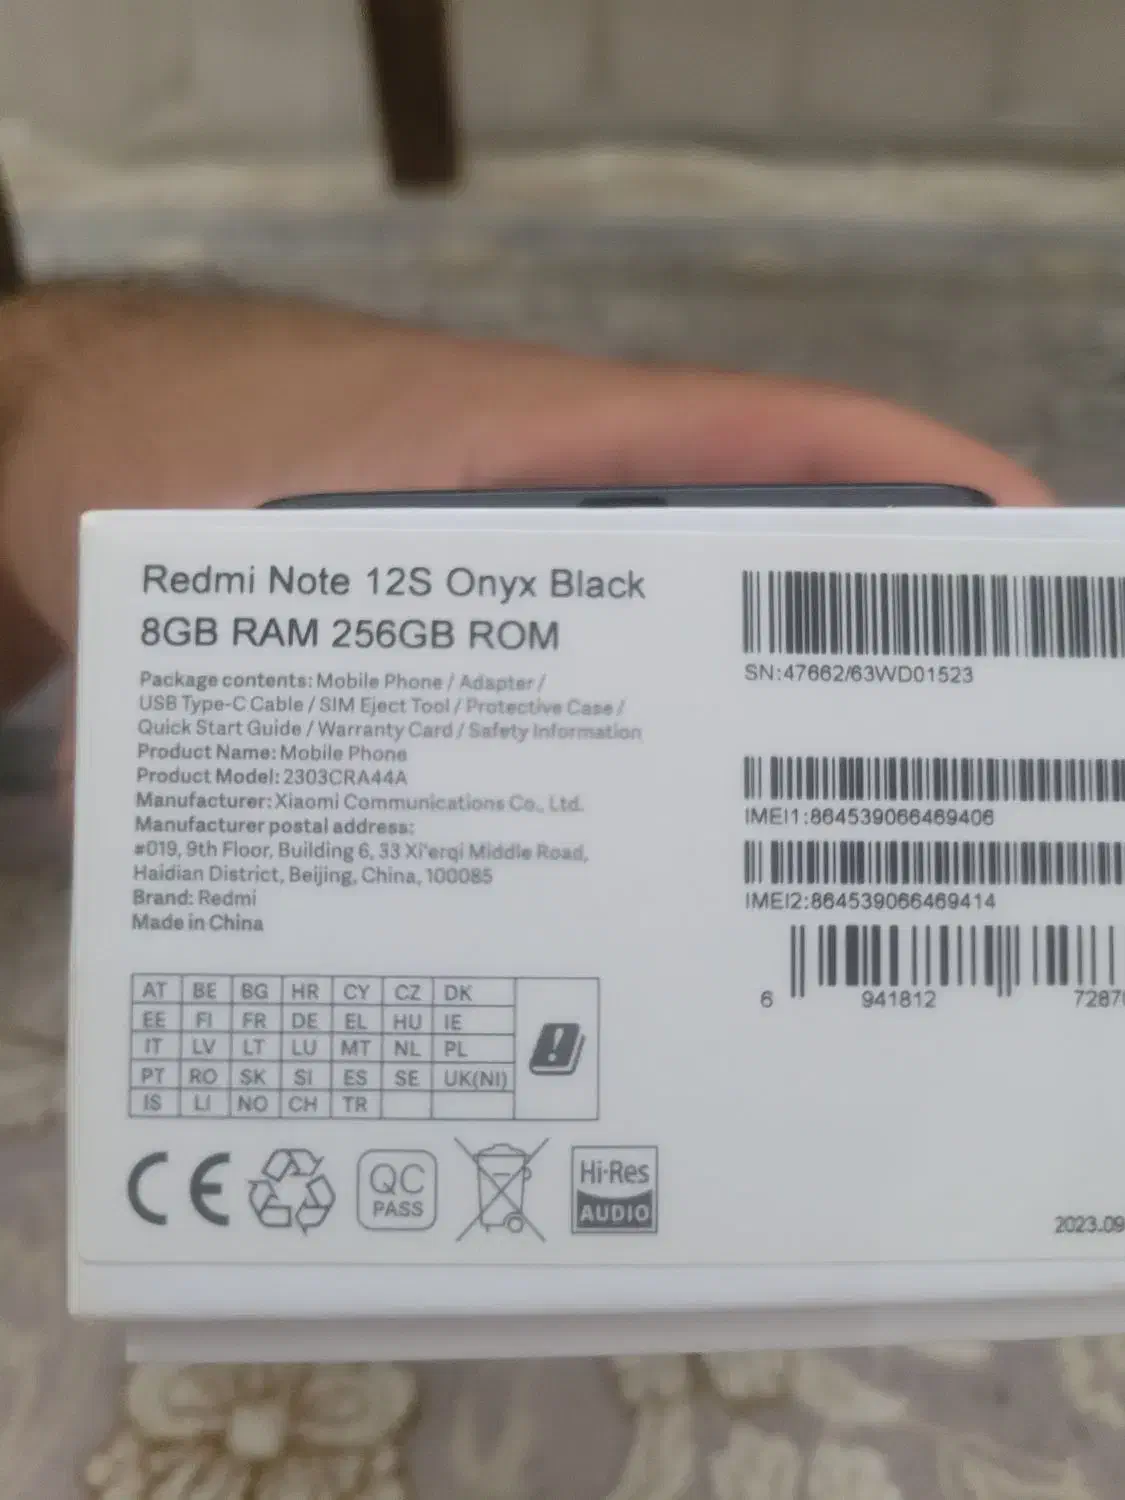 Redmi Note 12S Onyx Black
8GB RAM 256GB ROM
Package contents: Mobile Phone / Adapter /
USB Type-C Cable / SIM Eject Tool / Protective Case /
Quick Start Guide / Warranty Card / Safety Information
Product Name: Mobile Phone
Product Model: 2303CRA44A
Manufacturer: Xiaomi Communications Co., Ltd.
Manufacturer postal address:
#019, 9th Floor, Building 6, 33 Xi'erqi Middle Road,
Haidian District, Beijing, China, 100085
Brand: Redmi
Made in China
AT BE BG HR CY CZ DK
EE FI FR DE EL HU IE
IT LV LT LU MT NL PL
PT RO SK SI ES SE UK(NI)
IS LI NO CH TR
CE
QC
PASS
Hi-Res
AUDIO
SN:47662/63WD01523
IMEI1:864539066469406
IMEI2:864539066469414
6 941812 7287
2023.09